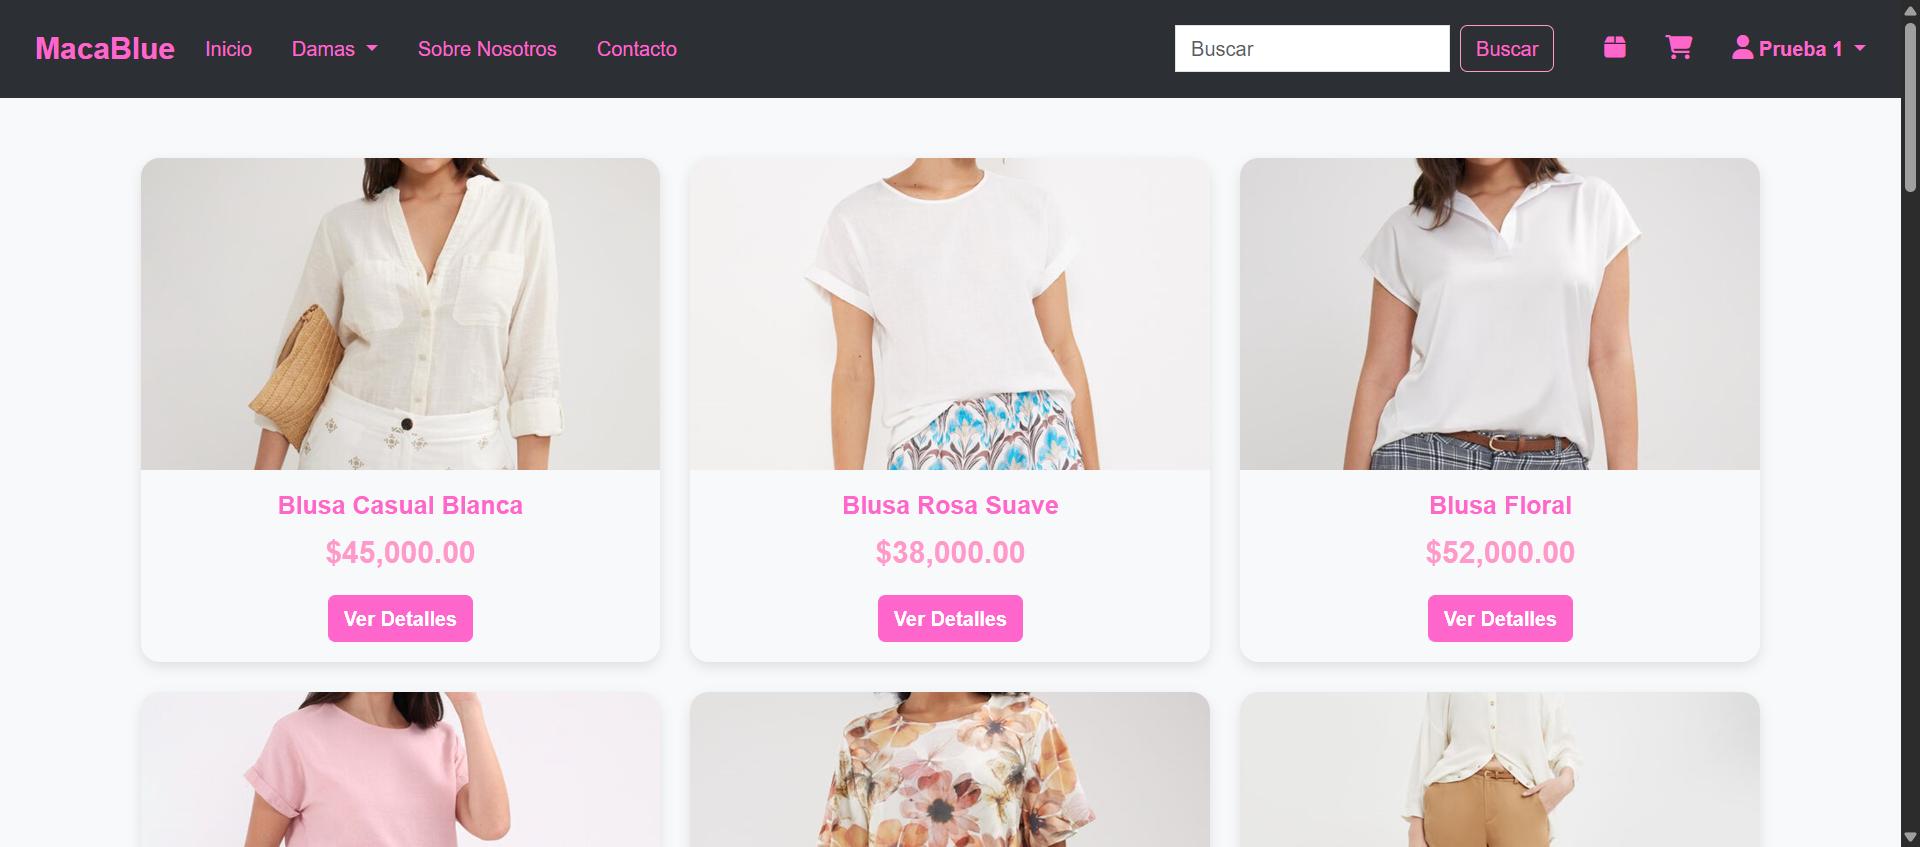 MacaBlue Inicio Damas Sobre Nosotros Contacto Buscar Buscar Prueba 1
Blusa Casual Blanca
$45,000.00
Ver Detalles
Blusa Rosa Suave
$38,000.00
Ver Detalles
Blusa Floral
$52,000.00
Ver Detalles